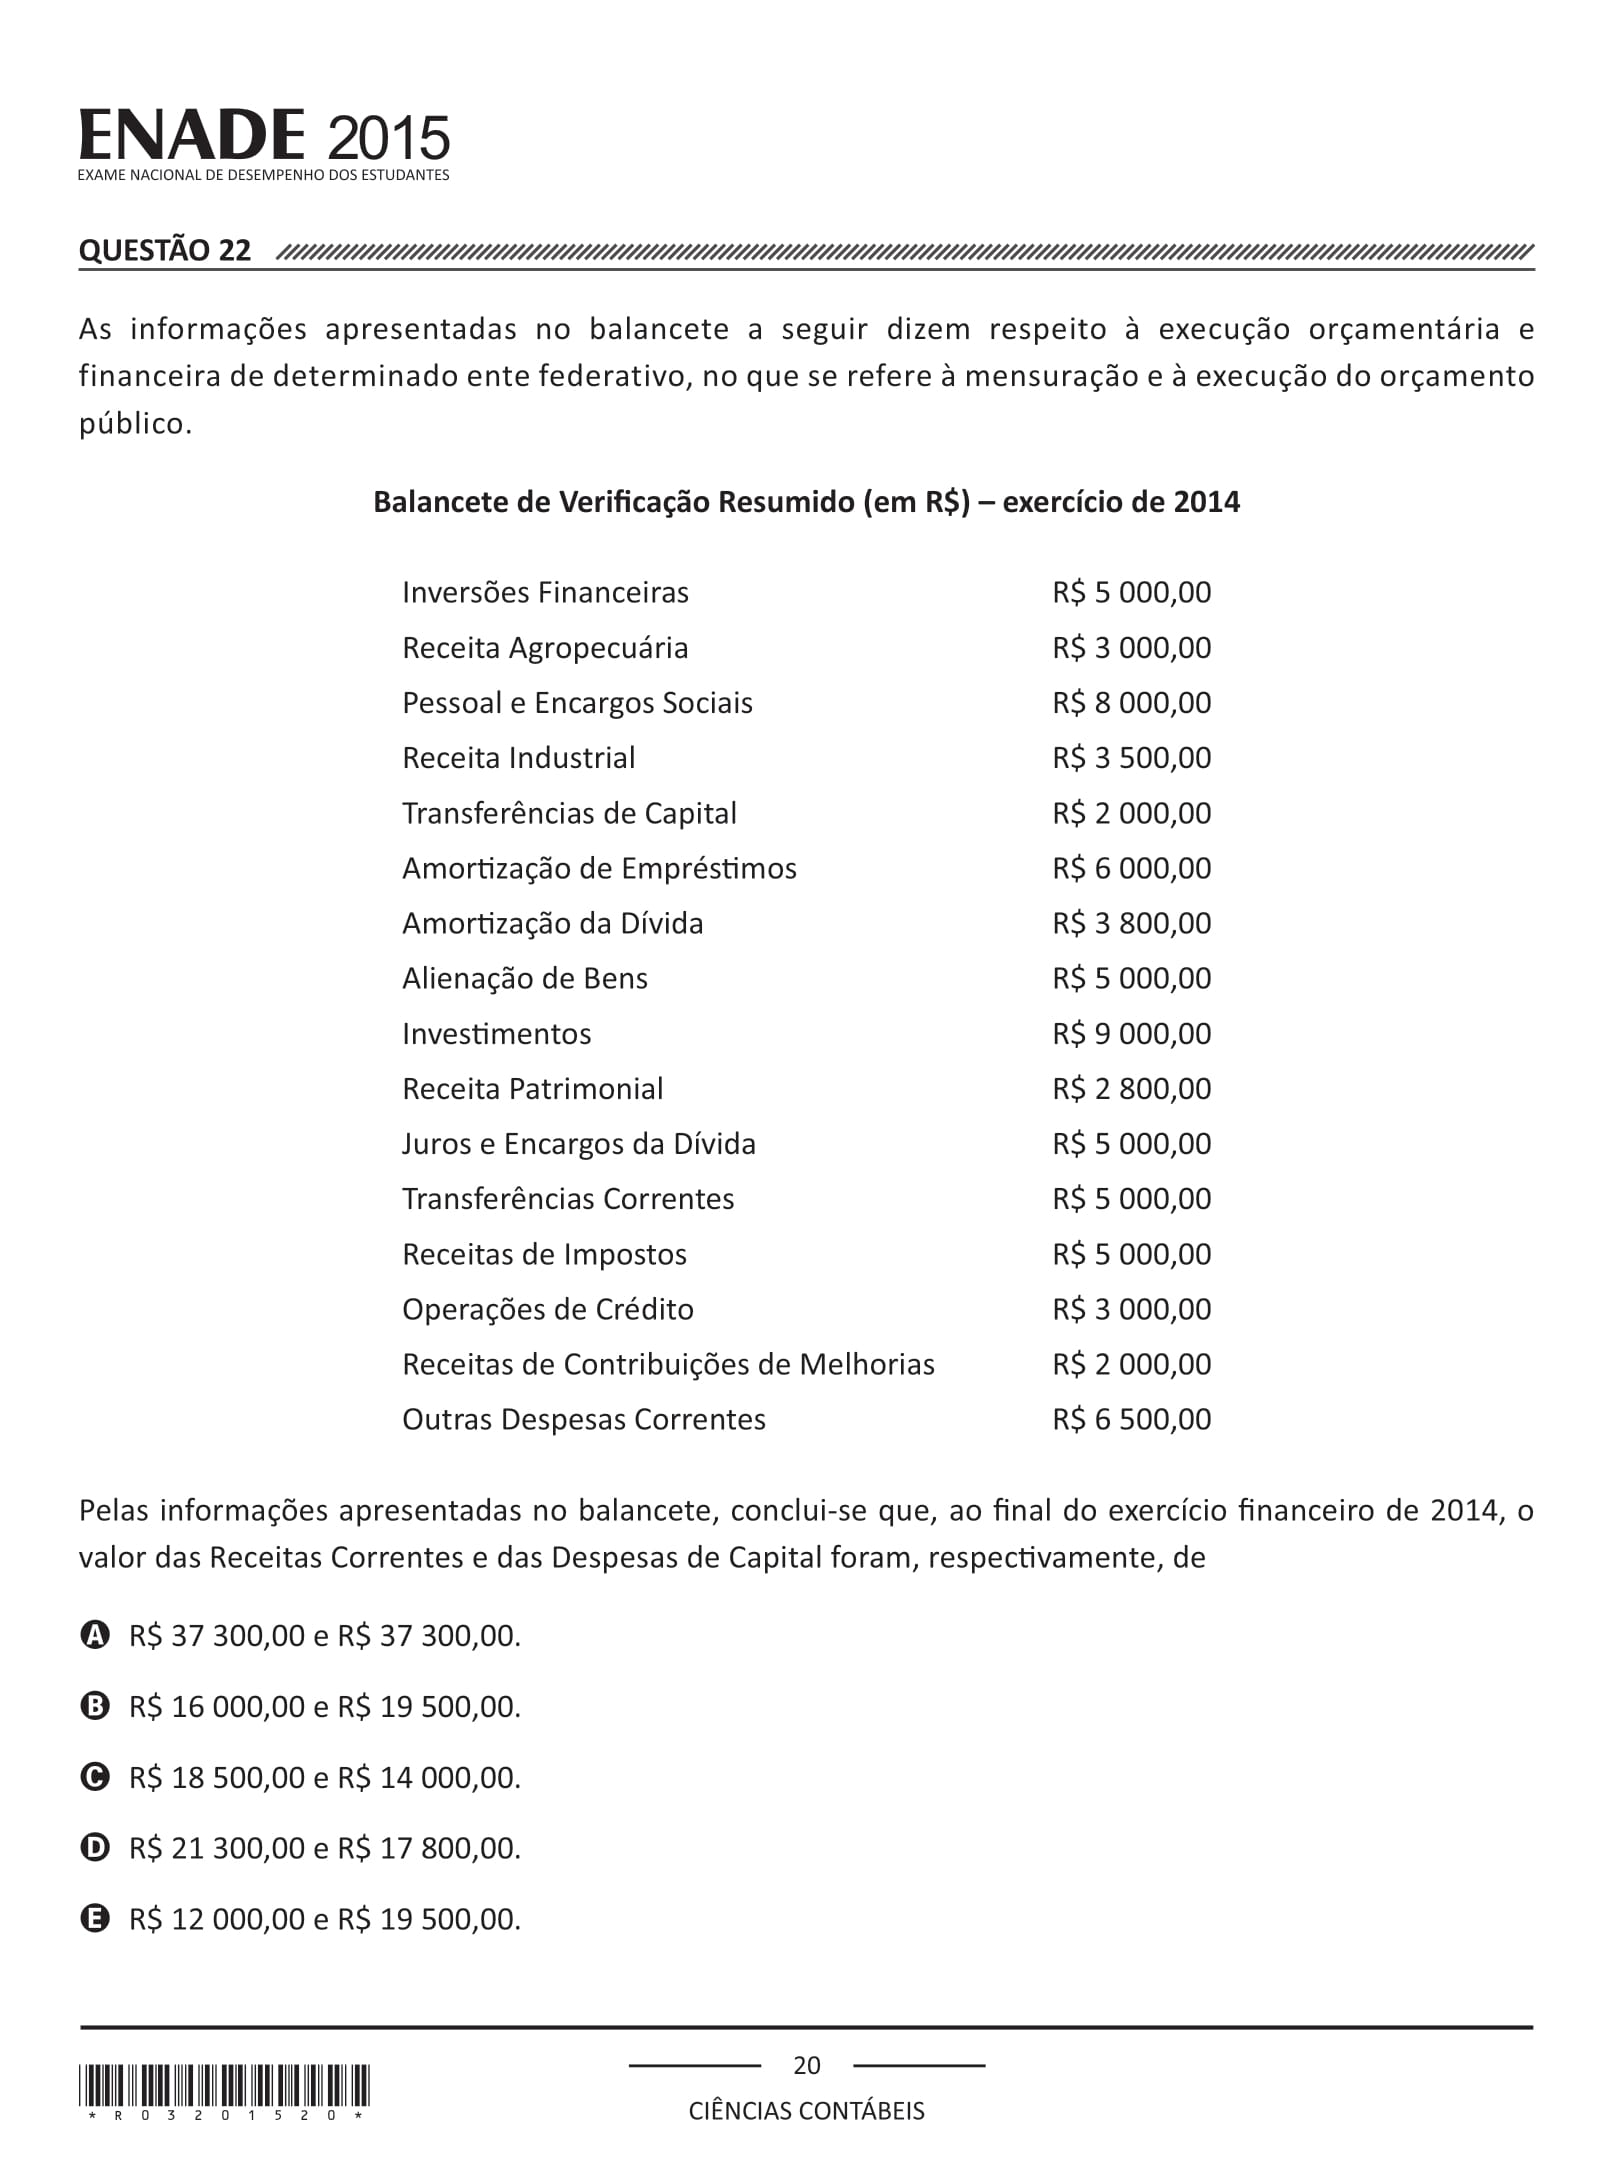 ENADE 2015
EXAME NACIONAL DE DESEMPENHO DOS ESTUDANTES
QUESTÃO 22
As informações apresentadas no balancete a seguir dizem respeito à execução orçamentária e
financeira de determinado ente federativo, no que se refere à mensuração e à execução do orçamento
público.
Balancete de Verificação Resumido (em R$) – exercício de 2014
Inversões Financeiras R$ 5 000,00
Receita Agropecuária R$ 3 000,00
Pessoal e Encargos Sociais R$ 8 000,00
Receita Industrial R$ 3 500,00
Transferências de Capital R$ 2 000,00
Amortização de Empréstimos R$ 6 000,00
Amortização da Dívida R$ 3 800,00
Alienação de Bens R$ 5 000,00
Investimentos R$ 9 000,00
Receita Patrimonial R$ 2 800,00
Juros e Encargos da Dívida R$ 5 000,00
Transferências Correntes R$ 5 000,00
Receitas de Impostos R$ 5 000,00
Operações de Crédito R$ 3 000,00
Receitas de Contribuições de Melhorias R$ 2 000,00
Outras Despesas Correntes R$ 6 500,00
Pelas informações apresentadas no balancete, conclui-se que, ao final do exercício financeiro de 2014, o
valor das Receitas Correntes e das Despesas de Capital foram, respectivamente, de
A R$ 37 300,00 e R$ 37 300,00.
B R$ 16 000,00 e R$ 19 500,00.
C R$ 18 500,00 e R$ 14 000,00.
D R$ 21 300,00 e R$ 17 800,00.
E R$ 12 000,00 e R$ 19 500,00.
20
CIÊNCIAS CONTÁBEIS
* R 0 3 2 0 1 5 2 0 *